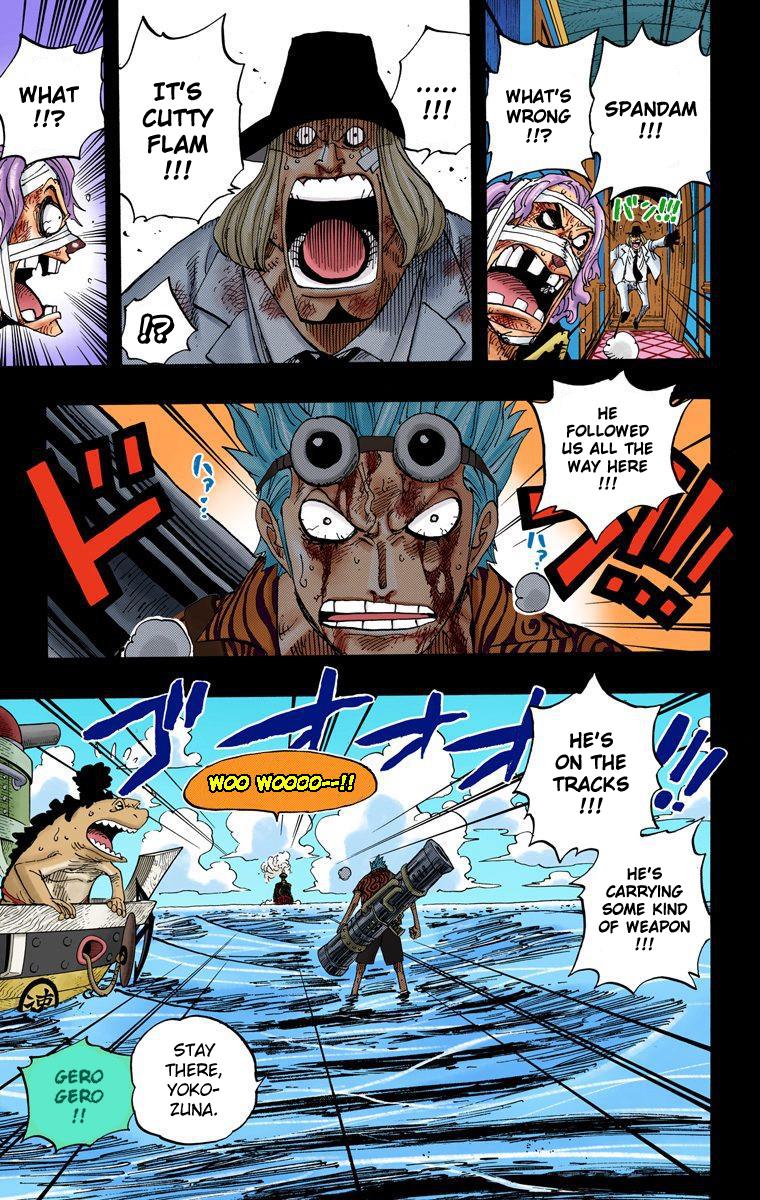 SPANDAM
!!!
バン!!!
WHAT'S
WRONG
!!?
.....
!!!
IT'S
CUTTY
FLAM
!!!
!?
WHAT
!!?
HE
FOLLOWED
US ALL THE
WAY HERE
!!!
ハァ?
ハァ?
ドン!!!
HE'S
ON THE
TRACKS
!!!
HE'S
CARRYING
SOME KIND
OF WEAPON
!!!
ゴオオオ!!
WOO WOOOO--!!
STAY
THERE,
YOKO-
ZUNA.
GERO
GERO
!!